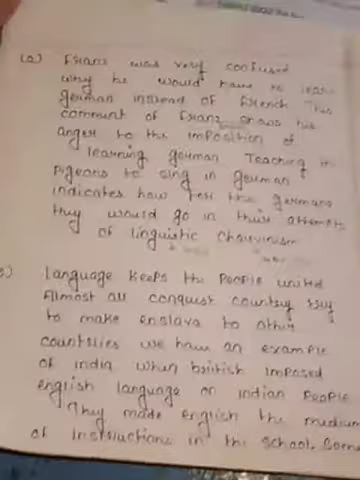 (a) Franz was very confused
why he would have to learn
German instead of French This
comment of Franz shows his
anger to the imposition of
learning German Teaching
pigeons to sing in German
indicates how the Germans
they would go in their attempt
of linguistic chauvinism
Language keeps the people united
Almost all conquest country
to make enslave to other
countries we have an example
of India when british imposed
english language on Indian people
They made english the medium
of instructions in the school.